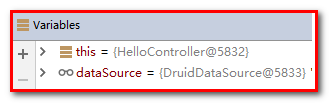 Variables
this = {HelloController@5832}
dataSource = {DruidDataSource@5833} "